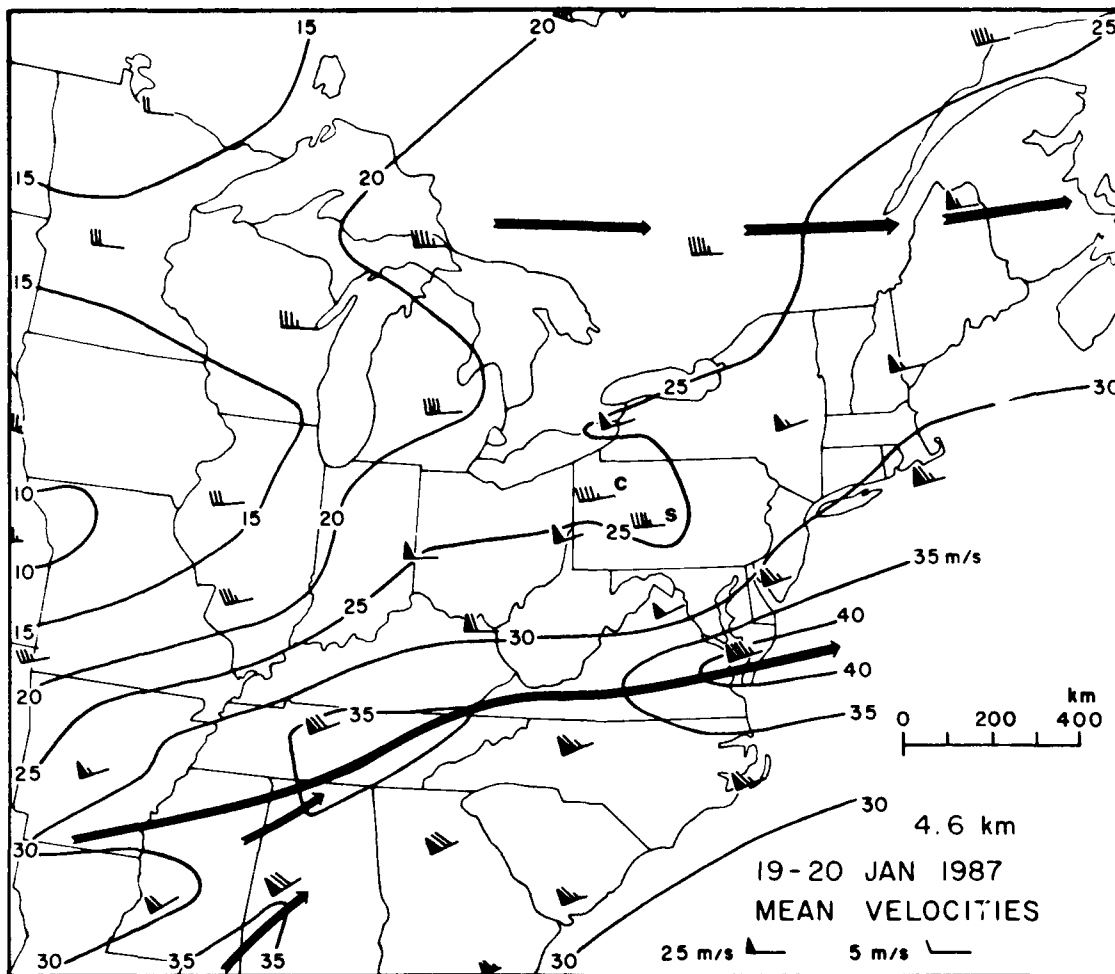 15 20 25
15 20
15
25 30
10 C
15 20 S
25
10 25 35 m/s
15 30 40
20 40
35 35
km
0 200 400
25
30
30 4.6 km
19-20 JAN 1987
MEAN VELOCITIES
30 35 35 30 25 m/s 5 m/s